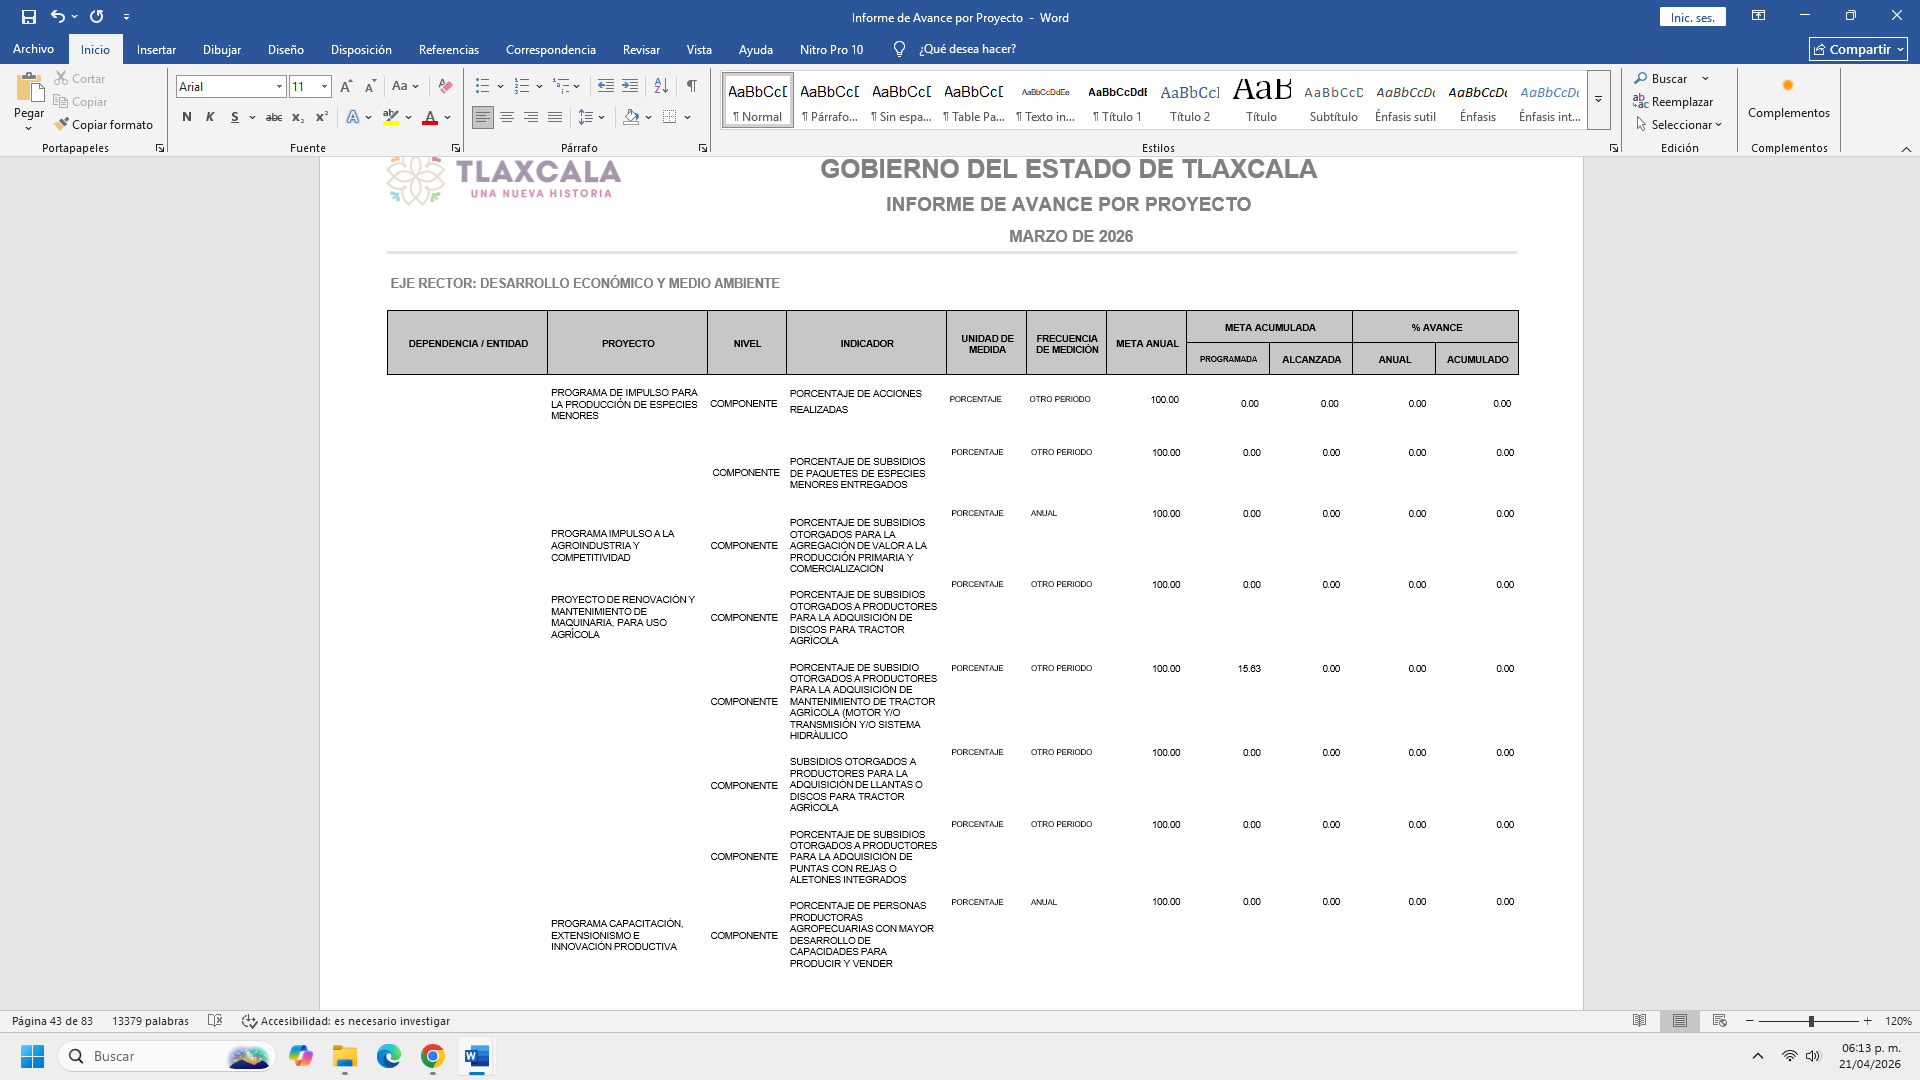 Informe de Avance por Proyecto - Word
Inic. ses.
Archivo Inicio Insertar Dibujar Diseño Disposición Referencias Correspondencia Revisar Vista Ayuda Nitro Pro 10 ¿Qué desea hacer? Compartir
Pegar
Cortar
Copiar
Copiar formato
Portapapeles
Arial 11
N K S abc x₂ x²
Fuente
Párrafo
AaBbCcI AaBbCcI AaBbCcI AaBbCcI AaBbCcDdEe AaBbCcDdE AaBbCcI AaB AaBbCcD AaBbCcDc AaBbCcDc AaBbCcDc
¶ Normal ¶ Párrafo... ¶ Sin espa... ¶ Table Pa... ¶ Texto in... ¶ Título 1 Título 2 Título Subtítulo Énfasis sutil Énfasis Énfasis int...
Estilos
Buscar
Reemplazar
Seleccionar
Edición
Complementos
Complementos
TLAXCALA
UNA NUEVA HISTORIA
GOBIERNO DEL ESTADO DE TLAXCALA
INFORME DE AVANCE POR PROYECTO
MARZO DE 2026
EJE RECTOR: DESARROLLO ECONÓMICO Y MEDIO AMBIENTE
DEPENDENCIA / ENTIDAD
PROYECTO
NIVEL
INDICADOR
UNIDAD DE
MEDIDA
FRECUENCIA
DE MEDICIÓN
META ANUAL
META ACUMULADA
PROGRAMADA ALCANZADA
% AVANCE
ANUAL ACUMULADO
PROGRAMA DE IMPULSO PARA
LA PRODUCCIÓN DE ESPECIES
MENORES
COMPONENTE
PORCENTAJE DE ACCIONES
REALIZADAS
PORCENTAJE OTRO PERIODO 100.00 0.00 0.00 0.00 0.00
COMPONENTE
PORCENTAJE DE SUBSIDIOS
DE PAQUETES DE ESPECIES
MENORES ENTREGADOS
PORCENTAJE OTRO PERIODO 100.00 0.00 0.00 0.00 0.00
PROGRAMA IMPULSO A LA
AGROINDUSTRIA Y
COMPETITIVIDAD
COMPONENTE
PORCENTAJE DE SUBSIDIOS
OTORGADOS PARA LA
AGREGACIÓN DE VALOR A LA
PRODUCCIÓN PRIMARIA Y
COMERCIALIZACIÓN
PORCENTAJE ANUAL 100.00 0.00 0.00 0.00 0.00
PROYECTO DE RENOVACIÓN Y
MANTENIMIENTO DE
MAQUINARIA, PARA USO
AGRÍCOLA
COMPONENTE
PORCENTAJE DE SUBSIDIOS
OTORGADOS A PRODUCTORES
PARA LA ADQUISICIÓN DE
DISCOS PARA TRACTOR
AGRÍCOLA
PORCENTAJE OTRO PERIODO 100.00 0.00 0.00 0.00 0.00
COMPONENTE
PORCENTAJE DE SUBSIDIO
OTORGADOS A PRODUCTORES
PARA LA ADQUISICIÓN DE
MANTENIMIENTO DE TRACTOR
AGRÍCOLA (MOTOR Y/O
TRANSMISIÓN Y/O SISTEMA
HIDRÁULICO
PORCENTAJE OTRO PERIODO 100.00 15.63 0.00 0.00 0.00
COMPONENTE
SUBSIDIOS OTORGADOS A
PRODUCTORES PARA LA
ADQUISICIÓN DE LLANTAS O
DISCOS PARA TRACTOR
AGRÍCOLA
PORCENTAJE OTRO PERIODO 100.00 0.00 0.00 0.00 0.00
COMPONENTE
PORCENTAJE DE SUBSIDIOS
OTORGADOS A PRODUCTORES
PARA LA ADQUISICIÓN DE
PUNTAS CON REJAS O
ALETONES INTEGRADOS
PORCENTAJE OTRO PERIODO 100.00 0.00 0.00 0.00 0.00
PROGRAMA CAPACITACIÓN,
EXTENSIONISMO E
INNOVACIÓN PRODUCTIVA
COMPONENTE
PORCENTAJE DE PERSONAS
PRODUCTORAS
AGROPECUARIAS CON MAYOR
DESARROLLO DE
CAPACIDADES PARA
PRODUCIR Y VENDER
PORCENTAJE ANUAL 100.00 0.00 0.00 0.00 0.00
Página 43 de 83 13379 palabras Accesibilidad: es necesario investigar 120%
Buscar
06:13 p. m.
21/04/2026